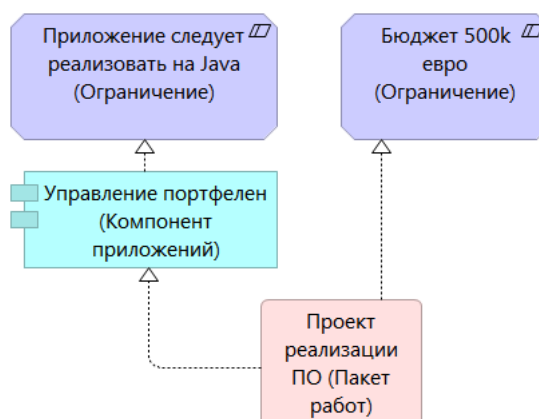 Приложение следует
реализовать на Java
(Ограничение)
Бюджет 500k
евро
(Ограничение)
Управление портфелен
(Компонент
приложений)
Проект
реализации
ПО (Пакет
работ)